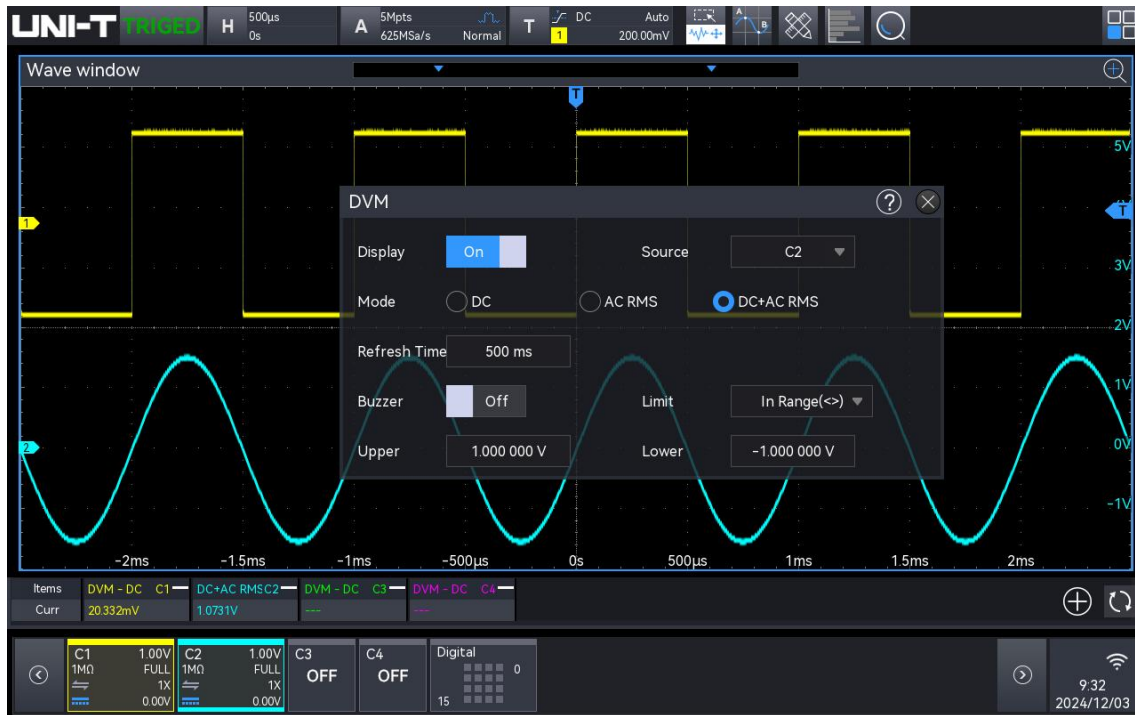 UNI-T TRIGED H 500μs 0s A 5Mpts 625MSa/s Normal T 1 DC Auto 200.00mV A B
Wave window
T
5V
DVM ?
1 T
Display On Source C2
3V
Mode DC AC RMS DC+AC RMS
2V
Refresh Time 500 ms
1V
Buzzer Off Limit In Range(<>)
2 0V
Upper 1.000 000 V Lower -1.000 000 V
-1V
-2ms -1.5ms -1ms -500μs 0s 500μs 1ms 1.5ms 2ms
Items DVM - DC C1 DC+AC RMSC2 DVM - DC C3 DVM - DC C4
Curr 20.332mV 1.0731V --- ---
C1 1.00V C2 1.00V C3 C4 Digital
1MΩ FULL 1MΩ FULL OFF OFF 0
1X 1X
0.00V 0.00V 15
9:32
2024/12/03